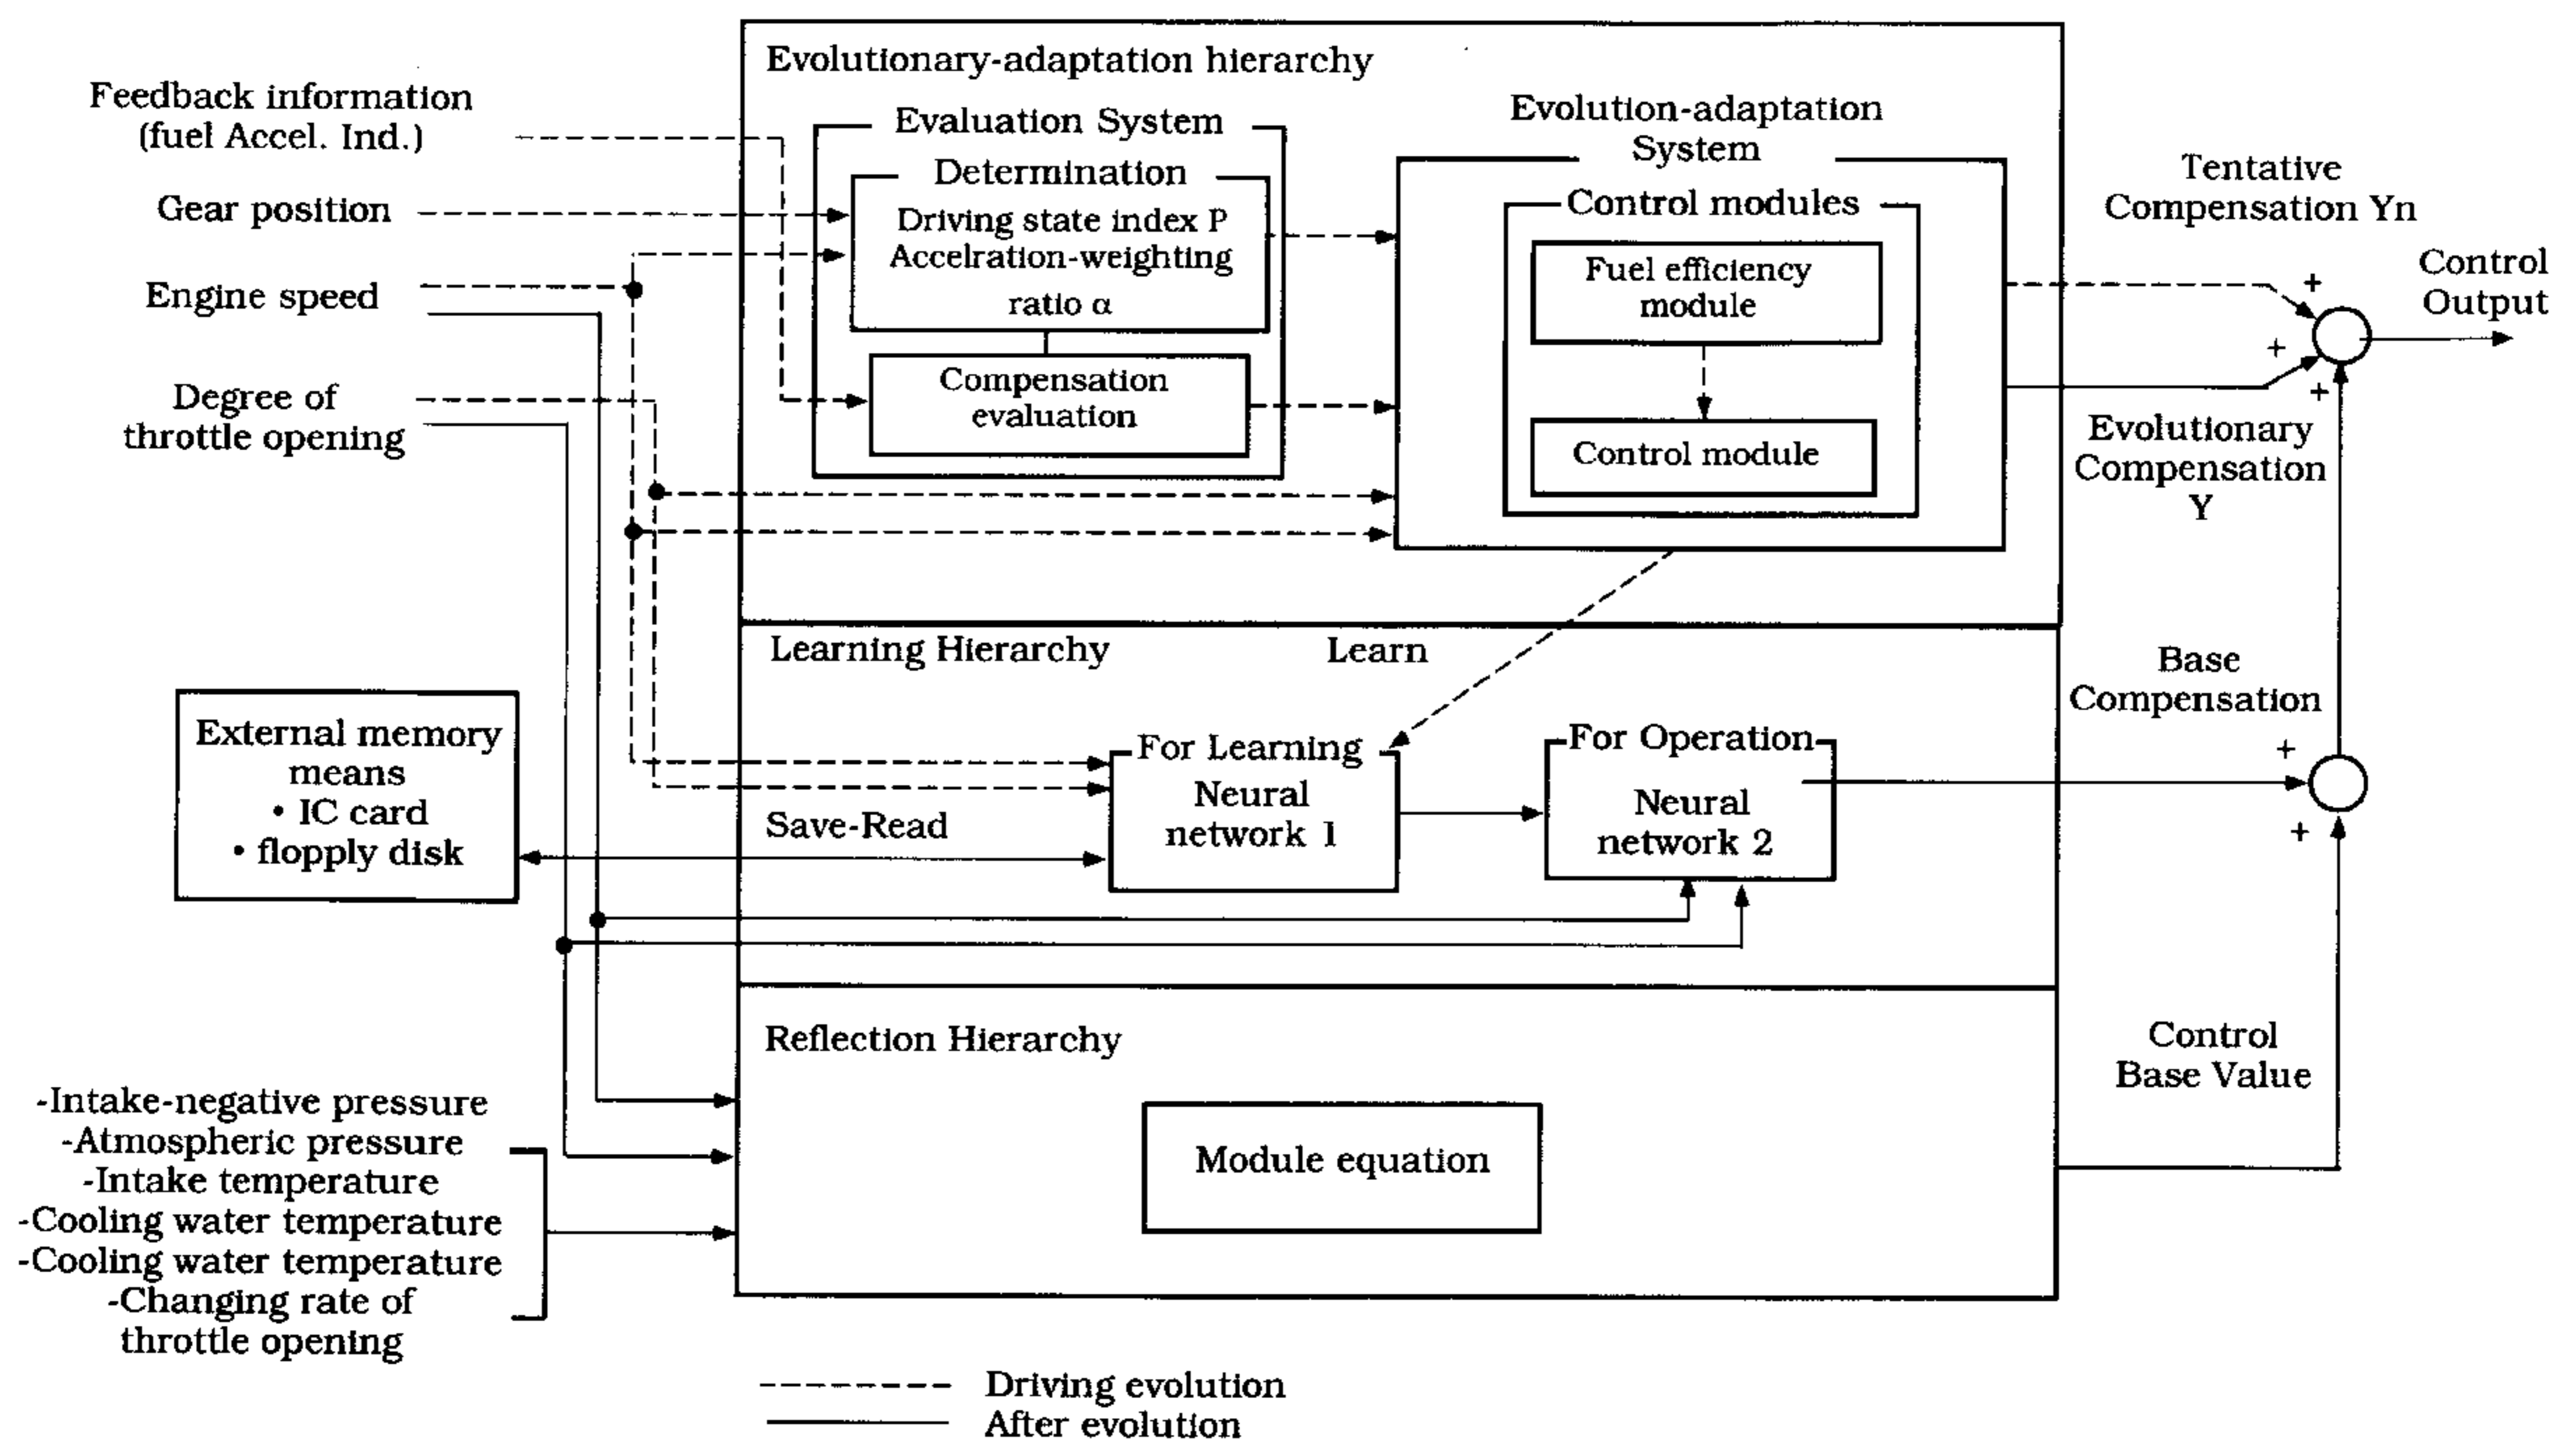 Evolutionary-adaptation hierarchy
Feedback information
(fuel Accel. Ind.)
Gear position
Engine speed
Degree of
throttle opening
Evaluation System
Determination
Driving state index P
Accelration-weighting
ratio α
Compensation
evaluation
Evolution-adaptation
System
Control modules
Fuel efficiency
module
Control module
Tentative
Compensation Yn
Control
Output
+
+
+
Evolutionary
Compensation
Y
Learning Hierarchy
Learn
External memory
means
• IC card
• flopply disk
Save-Read
For Learning
Neural
network 1
For Operation
Neural
network 2
Base
Compensation
+
+
Reflection Hierarchy
Module equation
Control
Base Value
-Intake-negative pressure
-Atmospheric pressure
-Intake temperature
-Cooling water temperature
-Cooling water temperature
-Changing rate of
throttle opening
Driving evolution
After evolution